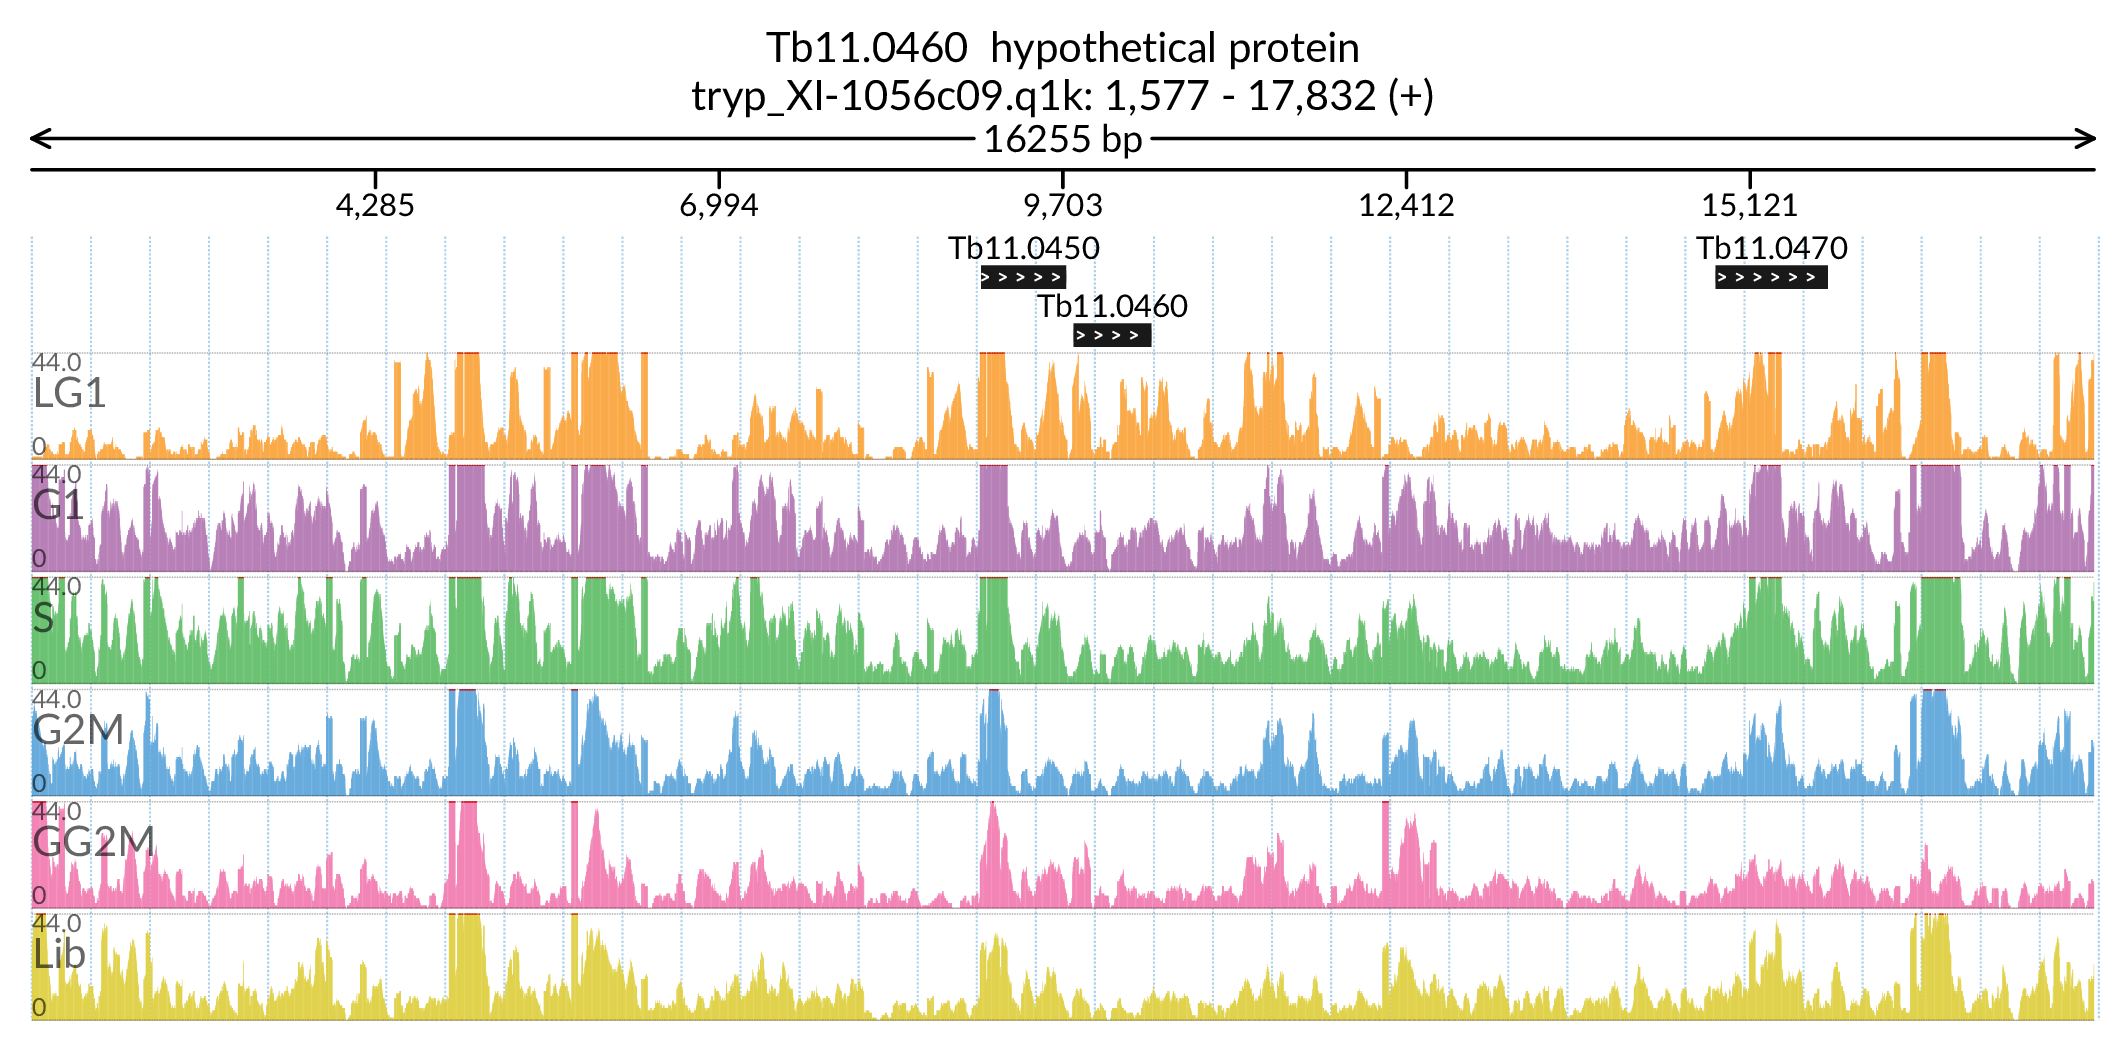 Tb11.0460 hypothetical protein
tryp_XI-1056c09.q1k: 1,577 - 17,832 (+)
16255 bp
4,285 6,994 9,703 12,412 15,121
Tb11.0450 Tb11.0470
> > > > > > > > > > >
Tb11.0460
> > > >
44.0
LG1
0
44.0
G1
0
44.0
S
0
44.0
G2M
0
44.0
GG2M
0
44.0
Lib
0